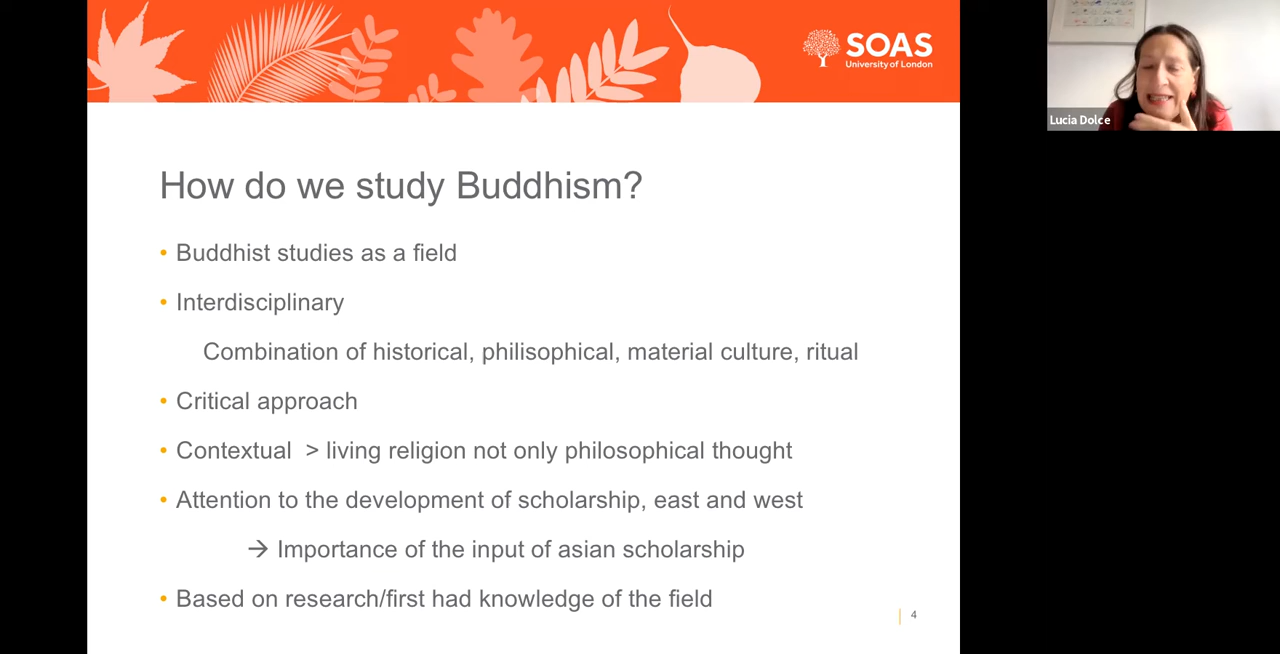 SOAS
University of London
Lucia Dolce
How do we study Buddhism?
• Buddhist studies as a field
• Interdisciplinary
Combination of historical, philisophical, material culture, ritual
• Critical approach
• Contextual > living religion not only philosophical thought
• Attention to the development of scholarship, east and west
→ Importance of the input of asian scholarship
• Based on research/first had knowledge of the field
4